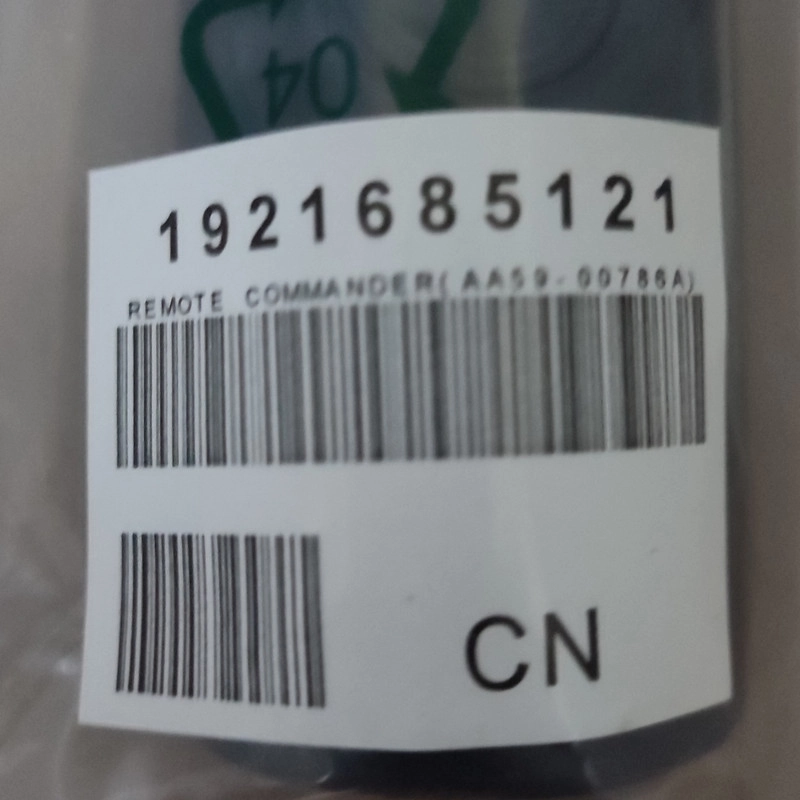 04
1921685121
REMOTE COMMANDER(AA59-00786A)
CN